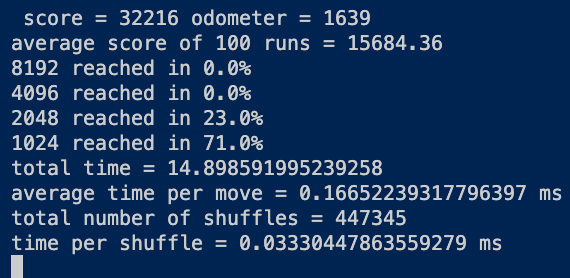 score = 32216 odometer = 1639
average score of 100 runs = 15684.36
8192 reached in 0.0%
4096 reached in 0.0%
2048 reached in 23.0%
1024 reached in 71.0%
total time = 14.898591995239258
average time per move = 0.16652239317796397 ms
total number of shuffles = 447345
time per shuffle = 0.03330447863559279 ms